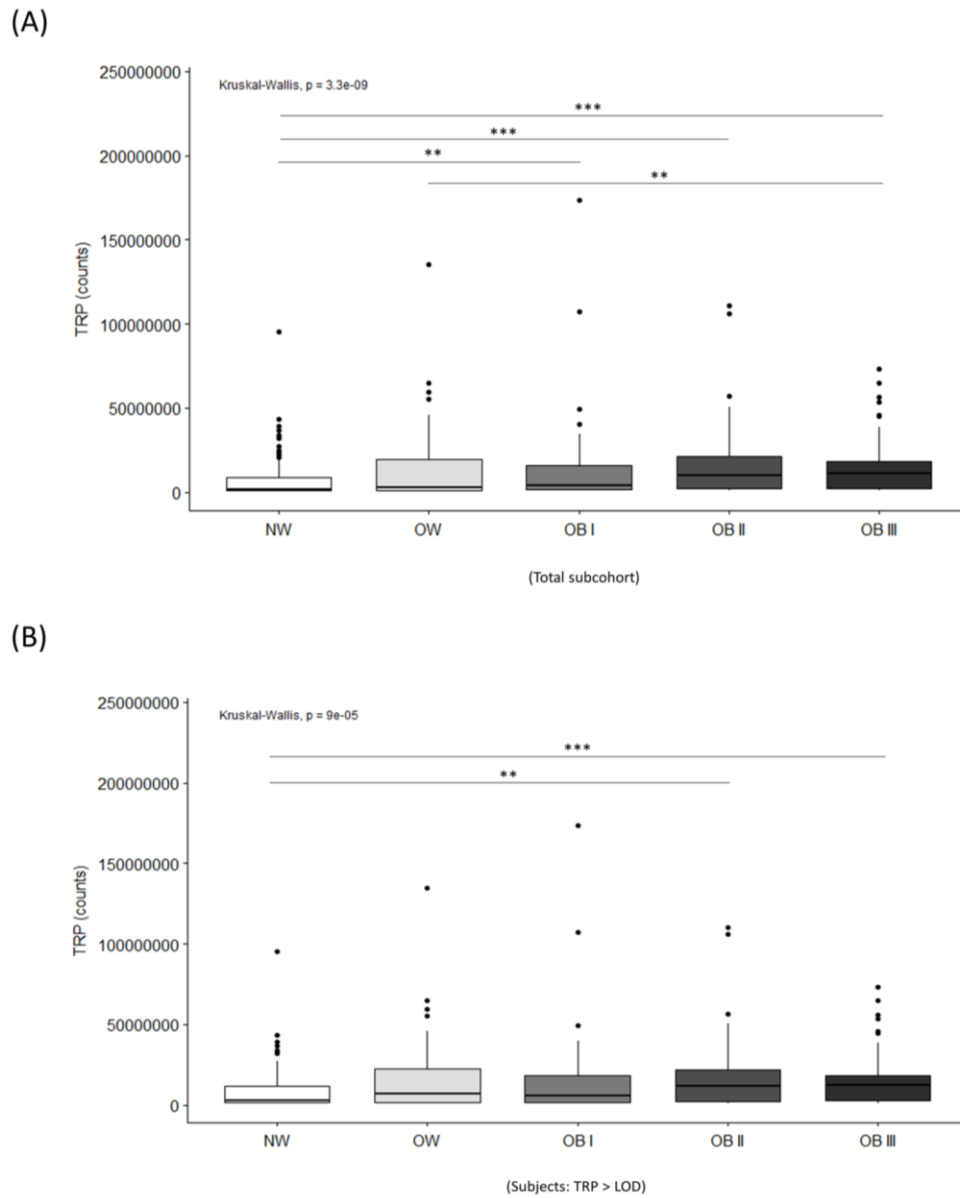 (A)
250000000
Kruskal-Wallis, p = 3.3e-09
***
***
200000000
**
**
150000000
TRP (counts)
100000000
50000000
0
NW OW OB I OB II OB III
(Total subcohort)
(B)
250000000
Kruskal-Wallis, p = 9e-05
***
200000000
**
150000000
TRP (counts)
100000000
50000000
0
NW OW OB I OB II OB III
(Subjects: TRP > LOD)